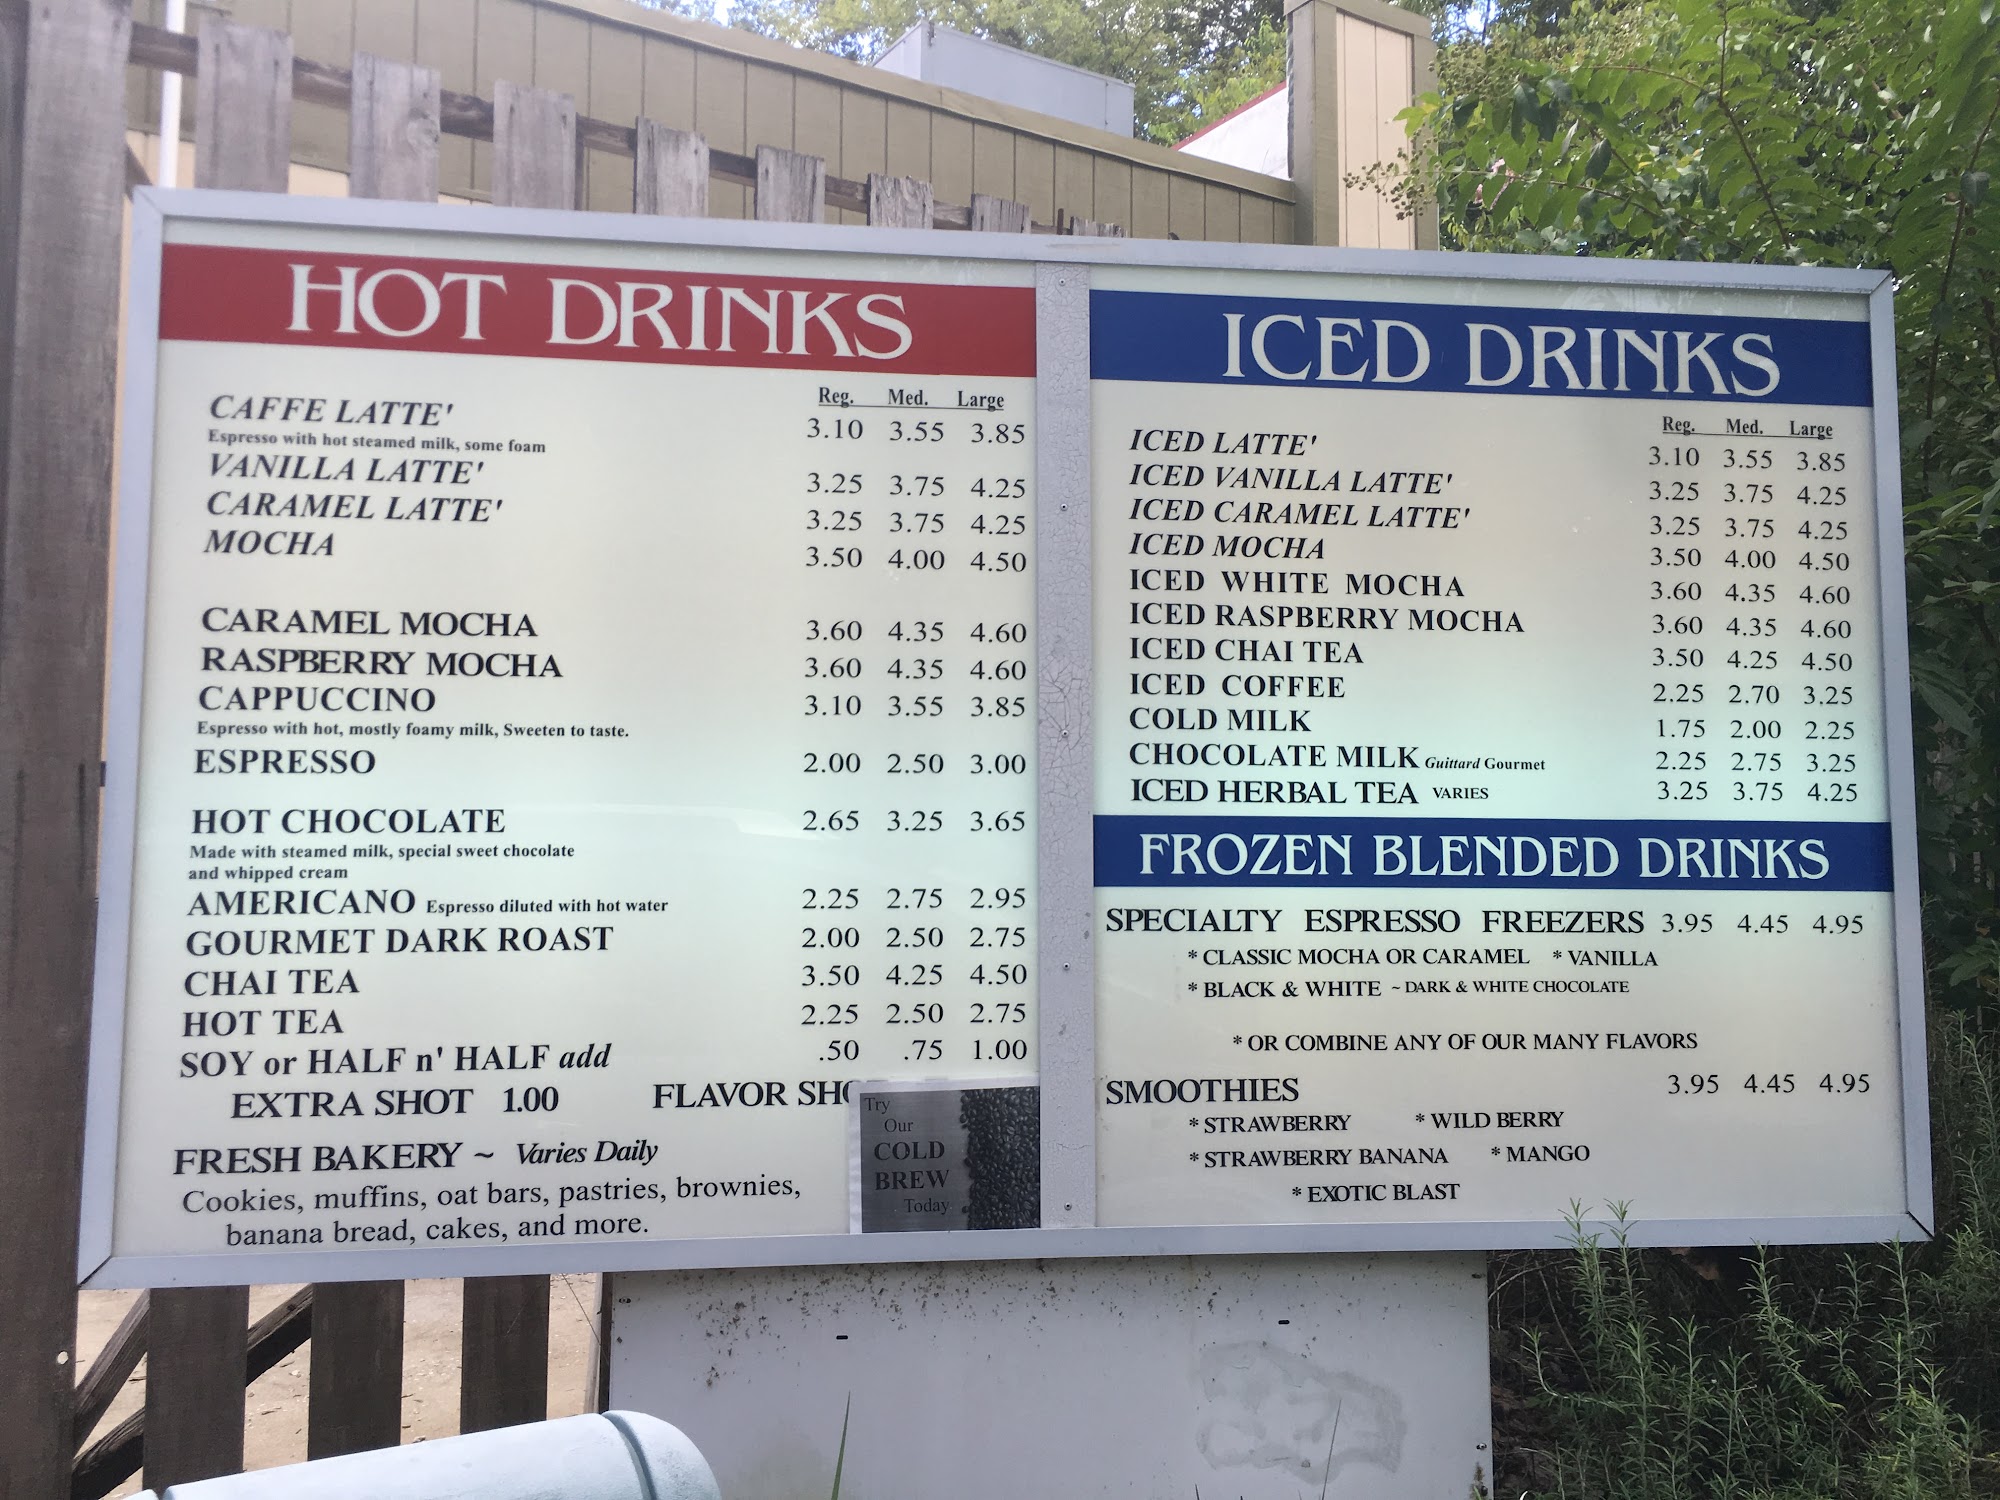 HOT DRINKS
Reg. Med. Large
CAFFE LATTE' 3.10 3.55 3.85
Espresso with hot steamed milk, some foam
VANILLA LATTE' 3.25 3.75 4.25
CARAMEL LATTE' 3.25 3.75 4.25
MOCHA 3.50 4.00 4.50
CARAMEL MOCHA 3.60 4.35 4.60
RASPBERRY MOCHA 3.60 4.35 4.60
CAPPUCCINO 3.10 3.55 3.85
Espresso with hot, mostly foamy milk, Sweeten to taste.
ESPRESSO 2.00 2.50 3.00
HOT CHOCOLATE 2.65 3.25 3.65
Made with steamed milk, special sweet chocolate
and whipped cream
AMERICANO Espresso diluted with hot water 2.25 2.75 2.95
GOURMET DARK ROAST 2.00 2.50 2.75
CHAI TEA 3.50 4.25 4.50
HOT TEA 2.25 2.50 2.75
SOY or HALF n' HALF add .50 .75 1.00
EXTRA SHOT 1.00 FLAVOR
FRESH BAKERY ~ Varies Daily
Cookies, muffins, oat bars, pastries, brownies,
banana bread, cakes, and more.
Try
Our
COLD
BREW
Today
ICED DRINKS
Reg. Med. Large
ICED LATTE' 3.10 3.55 3.85
ICED VANILLA LATTE' 3.25 3.75 4.25
ICED CARAMEL LATTE' 3.25 3.75 4.25
ICED MOCHA 3.50 4.00 4.50
ICED WHITE MOCHA 3.60 4.35 4.60
ICED RASPBERRY MOCHA 3.60 4.35 4.60
ICED CHAI TEA 3.50 4.25 4.50
ICED COFFEE 2.25 2.70 3.25
COLD MILK 1.75 2.00 2.25
CHOCOLATE MILK Guittard Gourmet 2.25 2.75 3.25
ICED HERBAL TEA VARIES 3.25 3.75 4.25
FROZEN BLENDED DRINKS
SPECIALTY ESPRESSO FREEZERS 3.95 4.45 4.95
* CLASSIC MOCHA OR CARAMEL * VANILLA
* BLACK & WHITE ~ DARK & WHITE CHOCOLATE
* OR COMBINE ANY OF OUR MANY FLAVORS
SMOOTHIES 3.95 4.45 4.95
* STRAWBERRY * WILD BERRY
* STRAWBERRY BANANA * MANGO
* EXOTIC BLAST